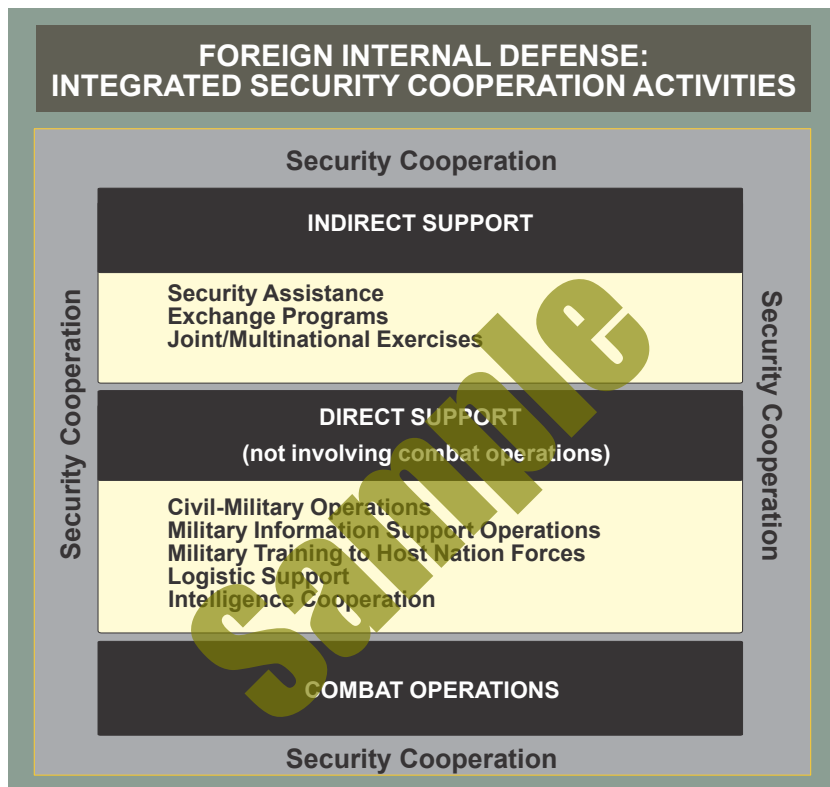 FOREIGN INTERNAL DEFENSE:
INTEGRATED SECURITY COOPERATION ACTIVITIES
Security Cooperation
INDIRECT SUPPORT
Security Assistance
Exchange Programs
Joint/Multinational Exercises
Security Cooperation
Security Cooperation
DIRECT SUPPORT
(not involving combat operations)
Civil-Military Operations
Military Information Support Operations
Military Training to Host Nation Forces
Logistic Support
Intelligence Cooperation
COMBAT OPERATIONS
Security Cooperation
Sample